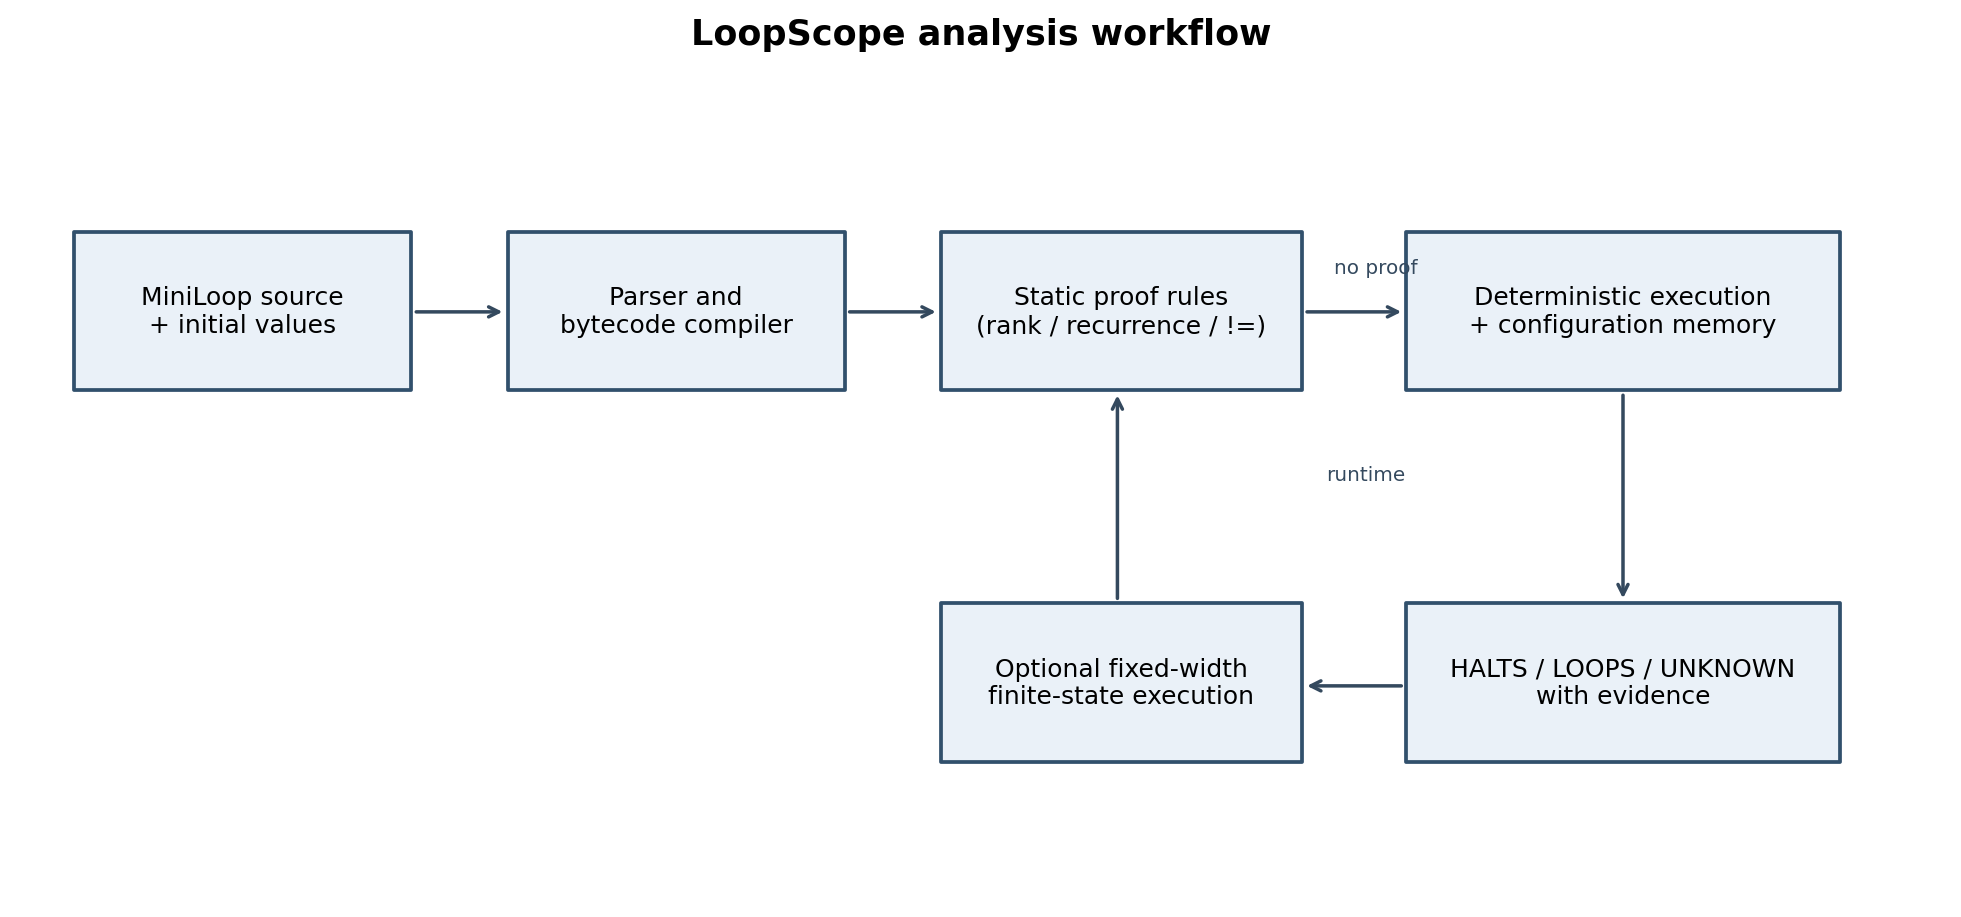 LoopScope analysis workflow
MiniLoop source
+ initial values
Parser and
bytecode compiler
Static proof rules
(rank / recurrence / !=)
no proof
Deterministic execution
+ configuration memory
runtime
Optional fixed-width
finite-state execution
HALTS / LOOPS / UNKNOWN
with evidence